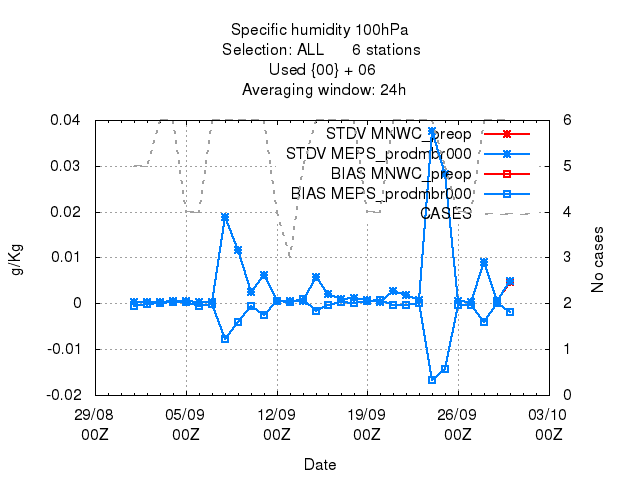 Specific humidity 100hPa
Selection: ALL 6 stations
Used {00} + 06
Averaging window: 24h
STDV MNWC_preop
STDV MEPS_prodmbr000
BIAS MNWC_preop
BIAS MEPS_prodmbr000
CASES
0.04
0.03
0.02
0.01
0
-0.01
-0.02
g/Kg
6
5
4
3
2
1
0
No cases
29/08 05/09 12/09 19/09 26/09 03/10
00Z 00Z 00Z 00Z 00Z 00Z
Date